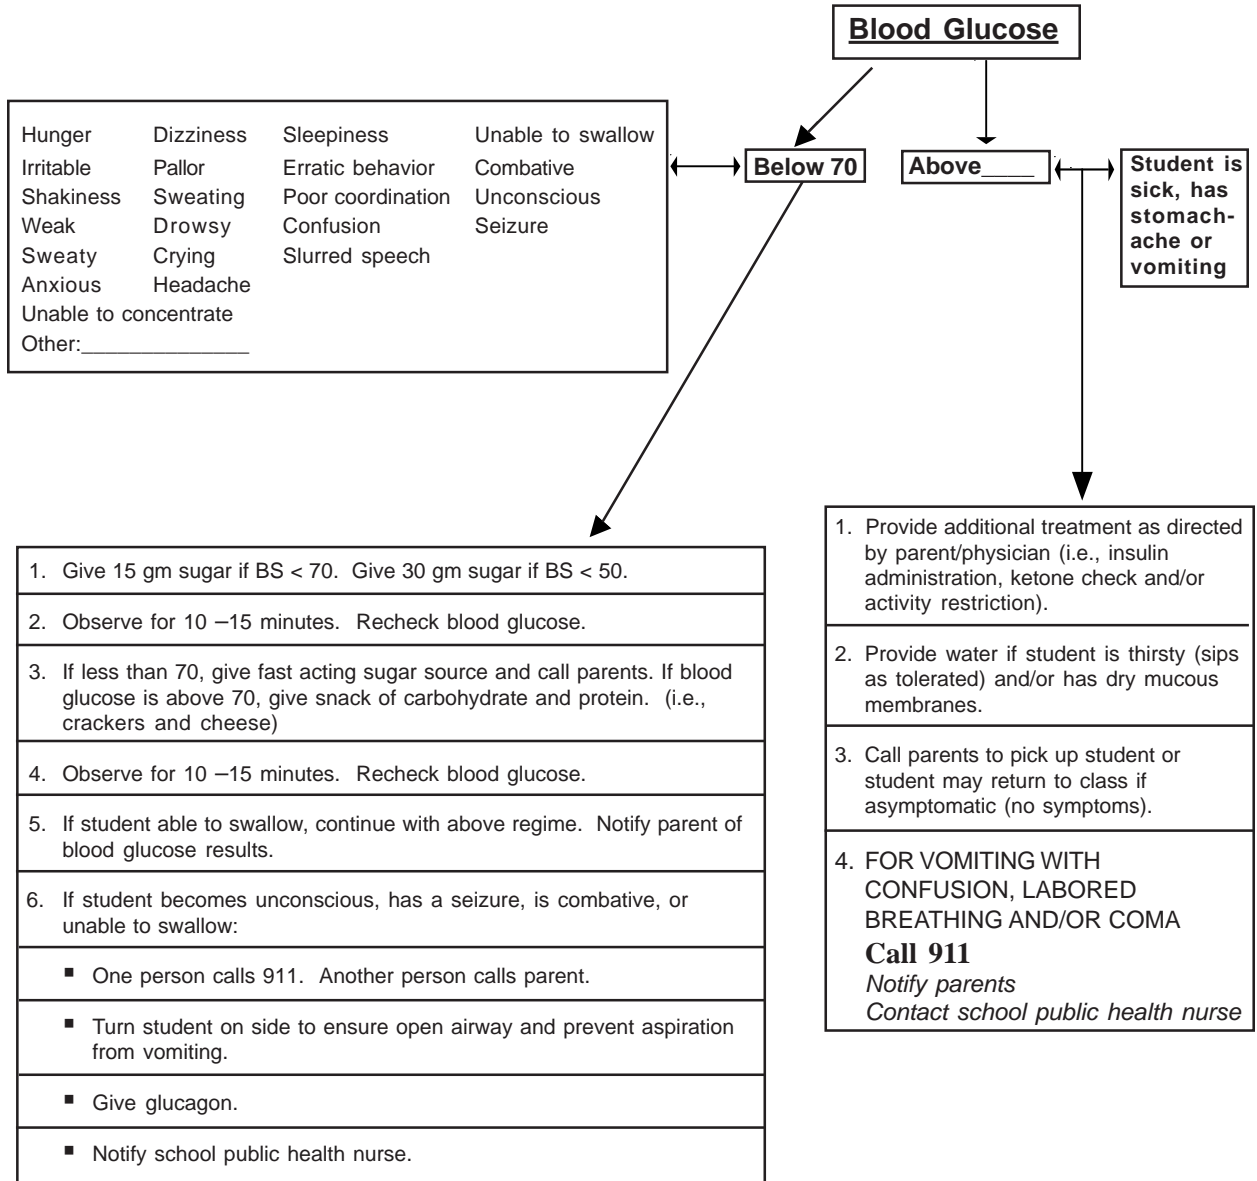 Blood Glucose
Hunger Dizziness Sleepiness Unable to swallow
Irritable Pallor Erratic behavior Combative
Shakiness Sweating Poor coordination Unconscious
Weak Drowsy Confusion Seizure
Sweaty Crying Slurred speech
Anxious Headache
Unable to concentrate
Other:______________
Below 70
Above____
Student is
sick, has
stomach-
ache or
vomiting
1. Give 15 gm sugar if BS < 70. Give 30 gm sugar if BS < 50.
2. Observe for 10 –15 minutes. Recheck blood glucose.
3. If less than 70, give fast acting sugar source and call parents. If blood
glucose is above 70, give snack of carbohydrate and protein. (i.e.,
crackers and cheese)
4. Observe for 10 –15 minutes. Recheck blood glucose.
5. If student able to swallow, continue with above regime. Notify parent of
blood glucose results.
6. If student becomes unconscious, has a seizure, is combative, or
unable to swallow:
▪ One person calls 911. Another person calls parent.
▪ Turn student on side to ensure open airway and prevent aspiration
from vomiting.
▪ Give glucagon.
▪ Notify school public health nurse.
1. Provide additional treatment as directed
by parent/physician (i.e., insulin
administration, ketone check and/or
activity restriction).
2. Provide water if student is thirsty (sips
as tolerated) and/or has dry mucous
membranes.
3. Call parents to pick up student or
student may return to class if
asymptomatic (no symptoms).
4. FOR VOMITING WITH
CONFUSION, LABORED
BREATHING AND/OR COMA
Call 911
Notify parents
Contact school public health nurse